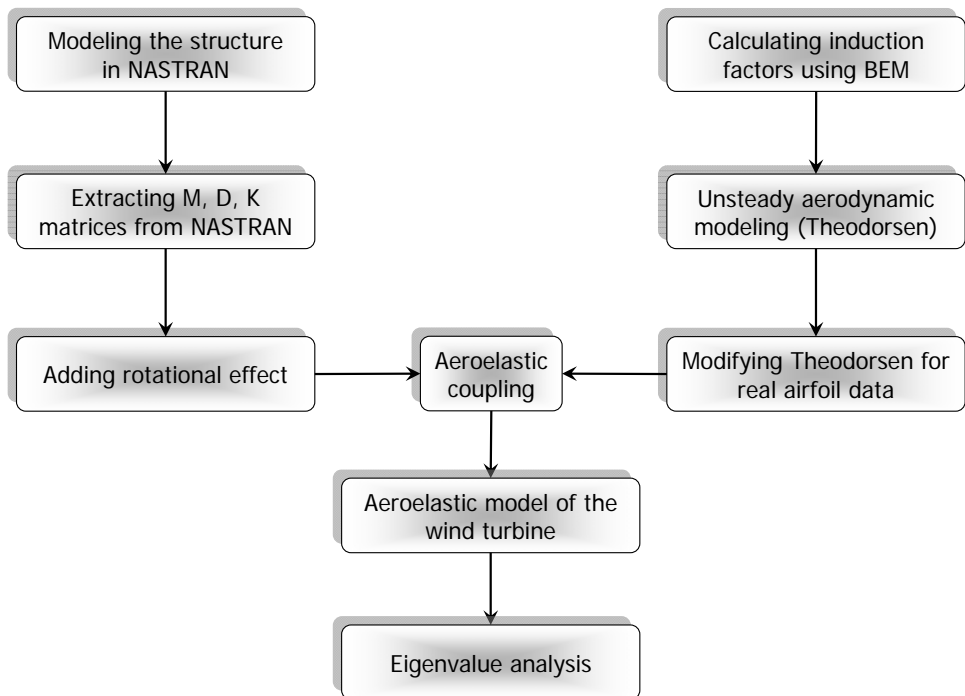 Modeling the structure
in NASTRAN
Calculating induction
factors using BEM
Extracting M, D, K
matrices from NASTRAN
Unsteady aerodynamic
modeling (Theodorsen)
Adding rotational effect
Aeroelastic
coupling
Modifying Theodorsen for
real airfoil data
Aeroelastic model of the
wind turbine
Eigenvalue analysis